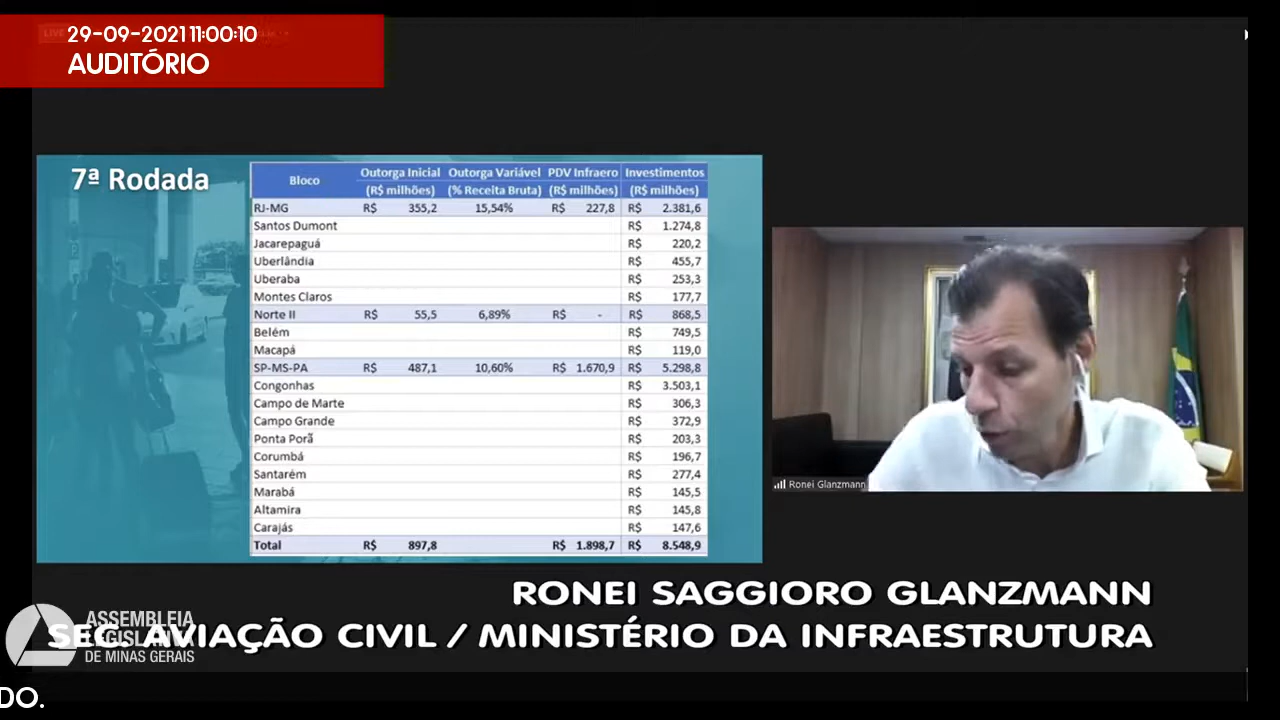 29-09-2021 11:00:10
AUDITÓRIO
7ª Rodada
Bloco Outorga Inicial (R$ milhões) Outorga Variável (% Receita Bruta) PDV Infraero (R$ milhões) Investimentos (R$ milhões)
RJ-MG R$ 355,2 15,54% R$ 227,8 R$ 2.381,6
Santos Dumont R$ 1.274,8
Jacarepaguá R$ 220,2
Uberlândia R$ 455,7
Uberaba R$ 253,3
Montes Claros R$ 177,7
Norte II R$ 55,5 6,89% R$ - R$ 868,5
Belém R$ 749,5
Macapá R$ 119,0
SP-MS-PA R$ 487,1 10,60% R$ 1.670,9 R$ 5.298,8
Congonhas R$ 3.503,1
Campo de Marte R$ 306,3
Campo Grande R$ 372,9
Ponta Porã R$ 203,3
Corumbá R$ 196,7
Santarém R$ 277,4
Marabá R$ 145,5
Altamira R$ 145,8
Carajás R$ 147,6
Total R$ 897,8 R$ 1.898,7 R$ 8.548,9
Ronei Glanzmann
RONEI SAGGIORO GLANZMANN
SEC. AVIAÇÃO CIVIL / MINISTÉRIO DA INFRAESTRUTURA
ASSEMBLEIA
LEGISLATIVA
DE MINAS GERAIS
DO.